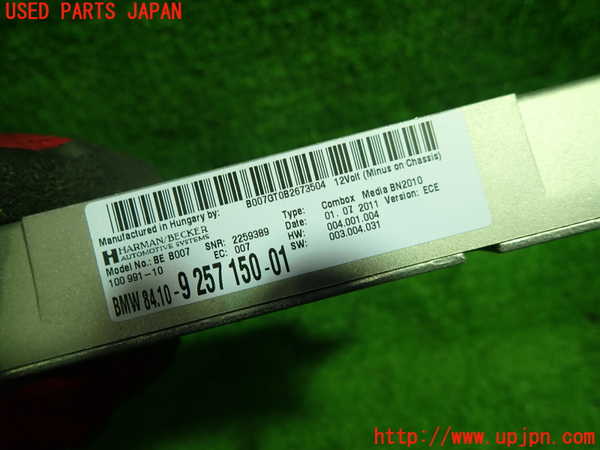 USED PARTS JAPAN
B007GT0B2673504 12Volt (Minus on Chassis)
Manufactured in Hungary by:
HARMAN/BECKER
AUTOMOTIVE SYSTEMS
Model No.: BE B007
100 991-10
SNR: 2259389
EC: 007
Type: Combox Media BN2010
Date: 01. 07 2011 Version: ECE
HW: 004.001.004
SW: 003.004.031
BMW 84.10-9 257 150-01
http://www.upjpn.com/